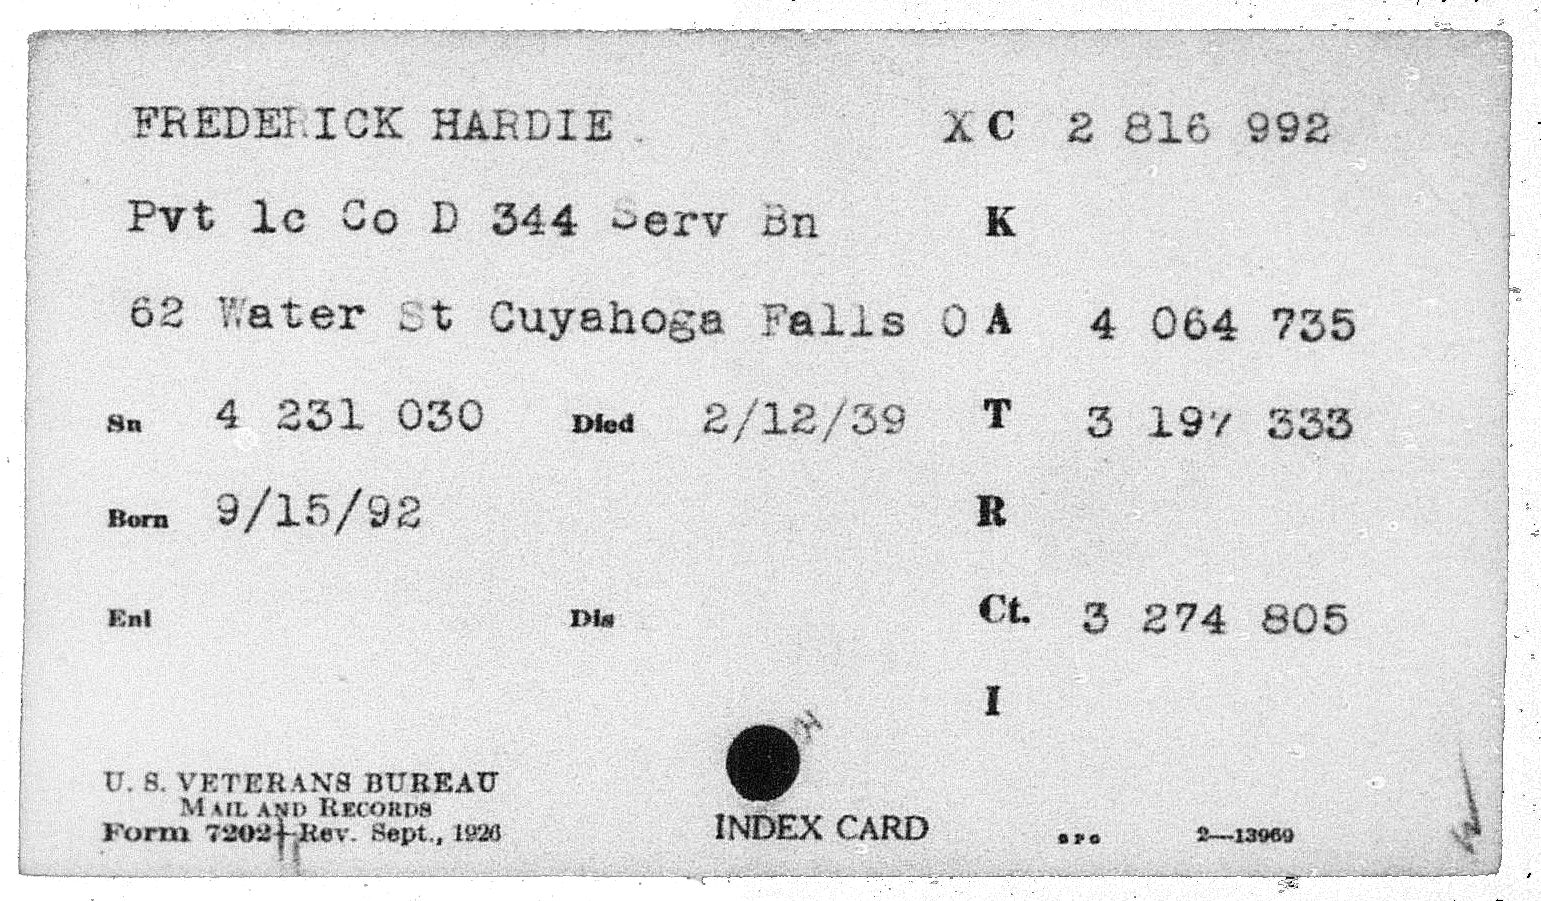 FREDERICK HARDIE. XC 2 816 992
Pvt 1c Co D 344 Serv Bn K
62 Water St Cuyahoga Falls O A 4 064 735
Sn 4 231 030 Died 2/12/39 T 3 197 333
Born 9/15/92 R
Enl Dis Ct. 3 274 805
I
U. S. VETERANS BUREAU
MAIL AND RECORDS
Form 7202—Rev. Sept., 1926 INDEX CARD GPO 2—13969